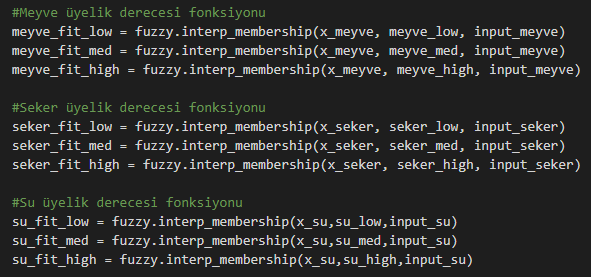 #Meyve üyelik derecesi fonksiyonu
meyve_fit_low = fuzzy.interp_membership(x_meyve, meyve_low, input_meyve)
meyve_fit_med = fuzzy.interp_membership(x_meyve, meyve_med, input_meyve)
meyve_fit_high = fuzzy.interp_membership(x_meyve, meyve_high, input_meyve)
#Seker üyelik derecesi fonksiyonu
seker_fit_low = fuzzy.interp_membership(x_seker, seker_low, input_seker)
seker_fit_med = fuzzy.interp_membership(x_seker, seker_med, input_seker)
seker_fit_high = fuzzy.interp_membership(x_seker, seker_high, input_seker)
#Su üyelik derecesi fonksiyonu
su_fit_low = fuzzy.interp_membership(x_su,su_low,input_su)
su_fit_med = fuzzy.interp_membership(x_su,su_med,input_su)
su_fit_high = fuzzy.interp_membership(x_su,su_high,input_su)